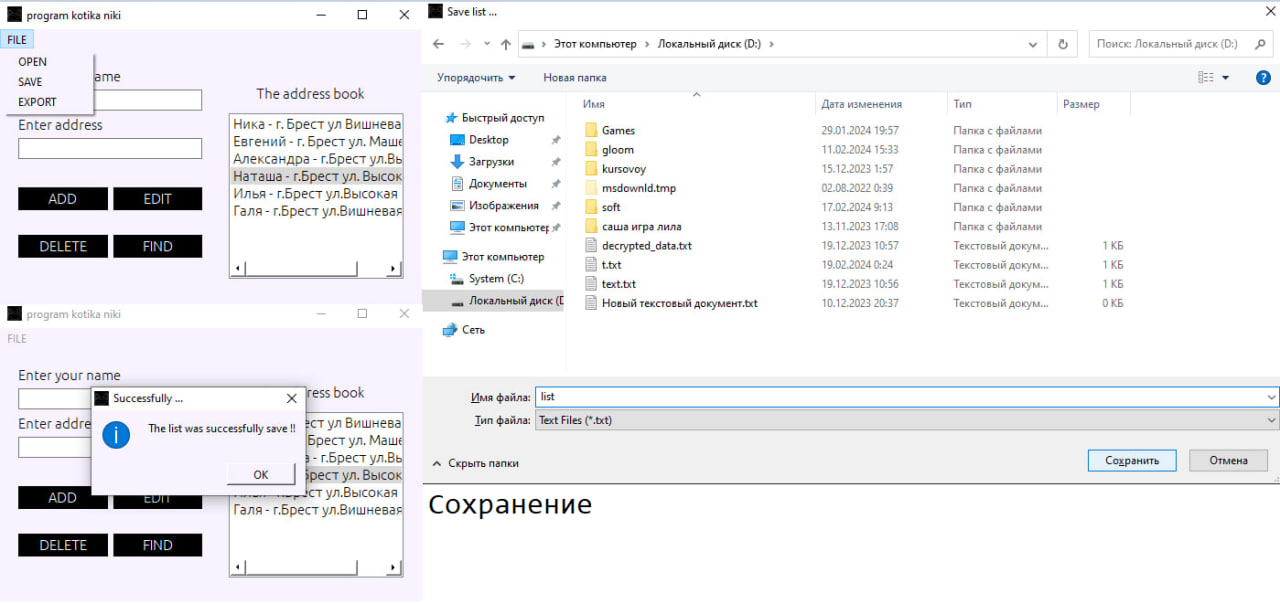 program kotika niki
FILE
OPEN
SAVE
EXPORT
ame
Enter address
ADD
EDIT
DELETE
FIND
The address book
Ника - г. Брест ул Вишнева
Евгений - г. Брест ул. Маше
Александра - г.Брест ул.Вы
Наташа - г.Брест ул. Высок
Илья - г.Брест ул.Высокая
Галя - г.Брест ул.Вишневая
program kotika niki
FILE
Enter your name
Enter addre
ress book
рест ул Вишнева
Брест ул. Маше
а - г.Брест ул.Вы
Брест ул. Высок
ест ул.Высокая
Галя - г.Брест ул.Вишневая
Successfully ...
The list was successfully save !!
OK
ADD
EDIT
DELETE
FIND
Save list ...
Этот компьютер
Локальный диск (D:)
Поиск: Локальный диск (D:)
Упорядочить
Новая папка
Быстрый доступ
Desktop
Загрузки
Документы
Изображения
Этот компьютер
Этот компьютер
System (C:)
Локальный диск (D
Сеть
Имя Дата изменения Тип Размер
Games 29.01.2024 19:57 Папка с файлами
gloom 11.02.2024 15:33 Папка с файлами
kursovoy 15.12.2023 1:57 Папка с файлами
msdownld.tmp 02.08.2022 0:39 Папка с файлами
soft 17.02.2024 9:13 Папка с файлами
саша игра лила 13.11.2023 17:08 Папка с файлами
decrypted_data.txt 19.12.2023 10:57 Текстовый докум... 1 КБ
t.txt 19.02.2024 0:24 Текстовый докум... 1 КБ
text.txt 19.12.2023 10:56 Текстовый докум... 1 КБ
Новый текстовый документ.txt 10.12.2023 20:37 Текстовый докум... 0 КБ
Имя файла: list
Тип файла: Text Files (*.txt)
Скрыть папки
Сохранить
Отмена
Сохранение